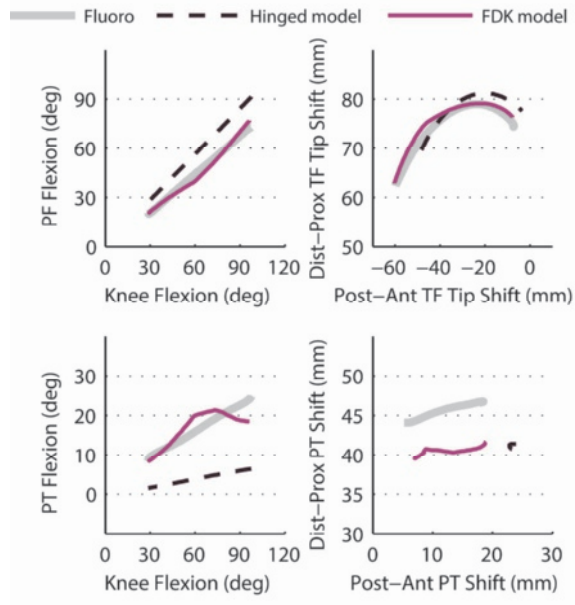 Fluoro Hinged model FDK model
PF Flexion (deg)
90
60
30
0
0 30 60 90 120
Knee Flexion (deg)
Dist–Prox TF Tip Shift (mm)
90
80
70
60
50
−60 −40 −20 0
Post–Ant TF Tip Shift (mm)
PT Flexion (deg)
30
20
10
0
0 30 60 90 120
Knee Flexion (deg)
Dist–Prox PT Shift (mm)
50
45
40
35
30
0 10 20 30
Post–Ant PT Shift (mm)